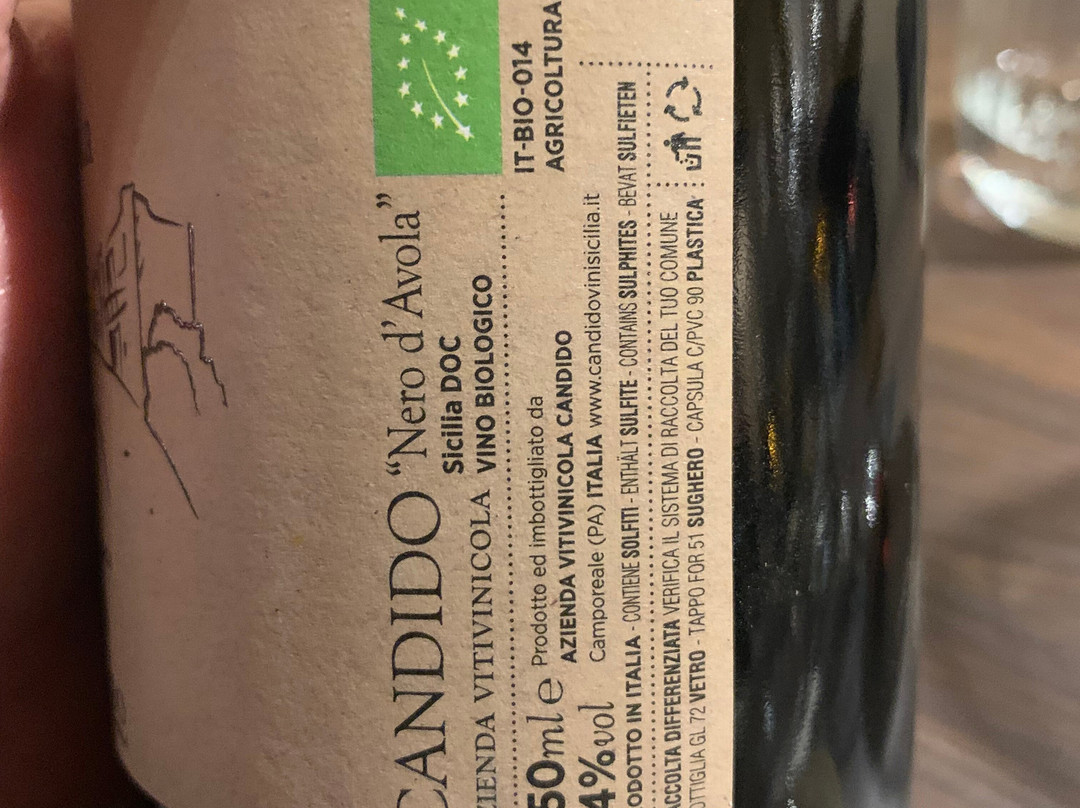 CANDIDO “Nero d’Avola”
Sicilia DOC
ZIENDA VITIVINICOLA VINO BIOLOGICO
50ml e Prodotto ed imbottigliato da
AZIENDA VITIVINICOLA CANDIDO
4%vol Camporeale (PA) ITALIA www.candidovinisicilia.it
IT-BIO-014
AGRICOLTURA
ODOTTO IN ITALIA - CONTIENE SOLFITI - ENTHÄLT SULFITE - CONTAINS SULPHITES - BEVAT SULFIETEN
ACCOLTA DIFFERENZIATA VERIFICA IL SISTEMA DI RACCOLTA DEL TUO COMUNE
OTTIGLIA GL 72 VETRO - TAPPO FOR 51 SUGHERO - CAPSULA C/PVC 90 PLASTICA